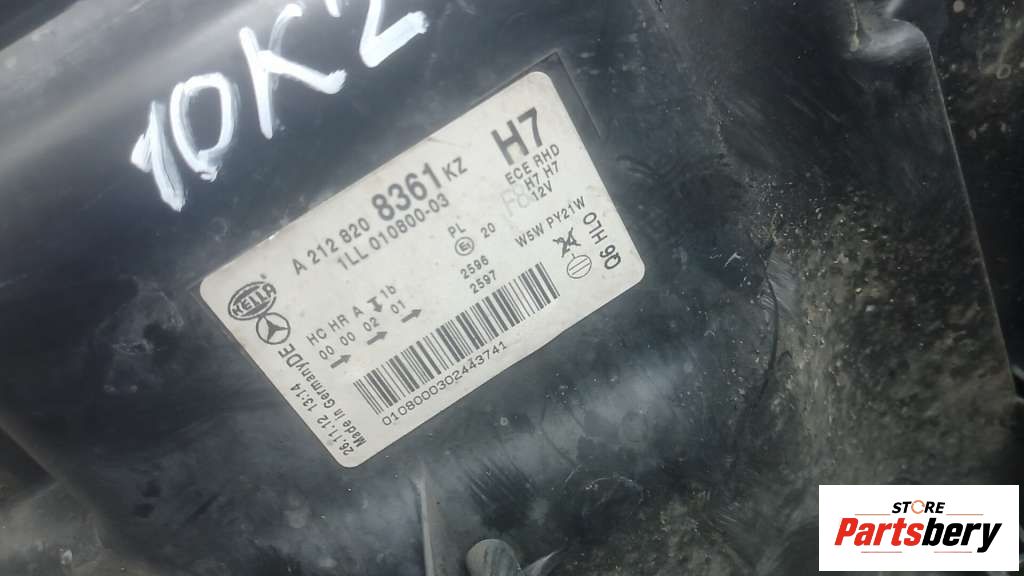 10K'2
A 212 820 8361 KZ
1LL 010800-03
H7
ECE RHD
H7 H7
12V
HELLA
DE
Made in Germany
26.11.12 13:14
HC HR A 1b
00 00 02 01
PL
E1 20
2596
2597
W5W PY21W
Q6 HLO
0108000302443741
STORE
Partsbery